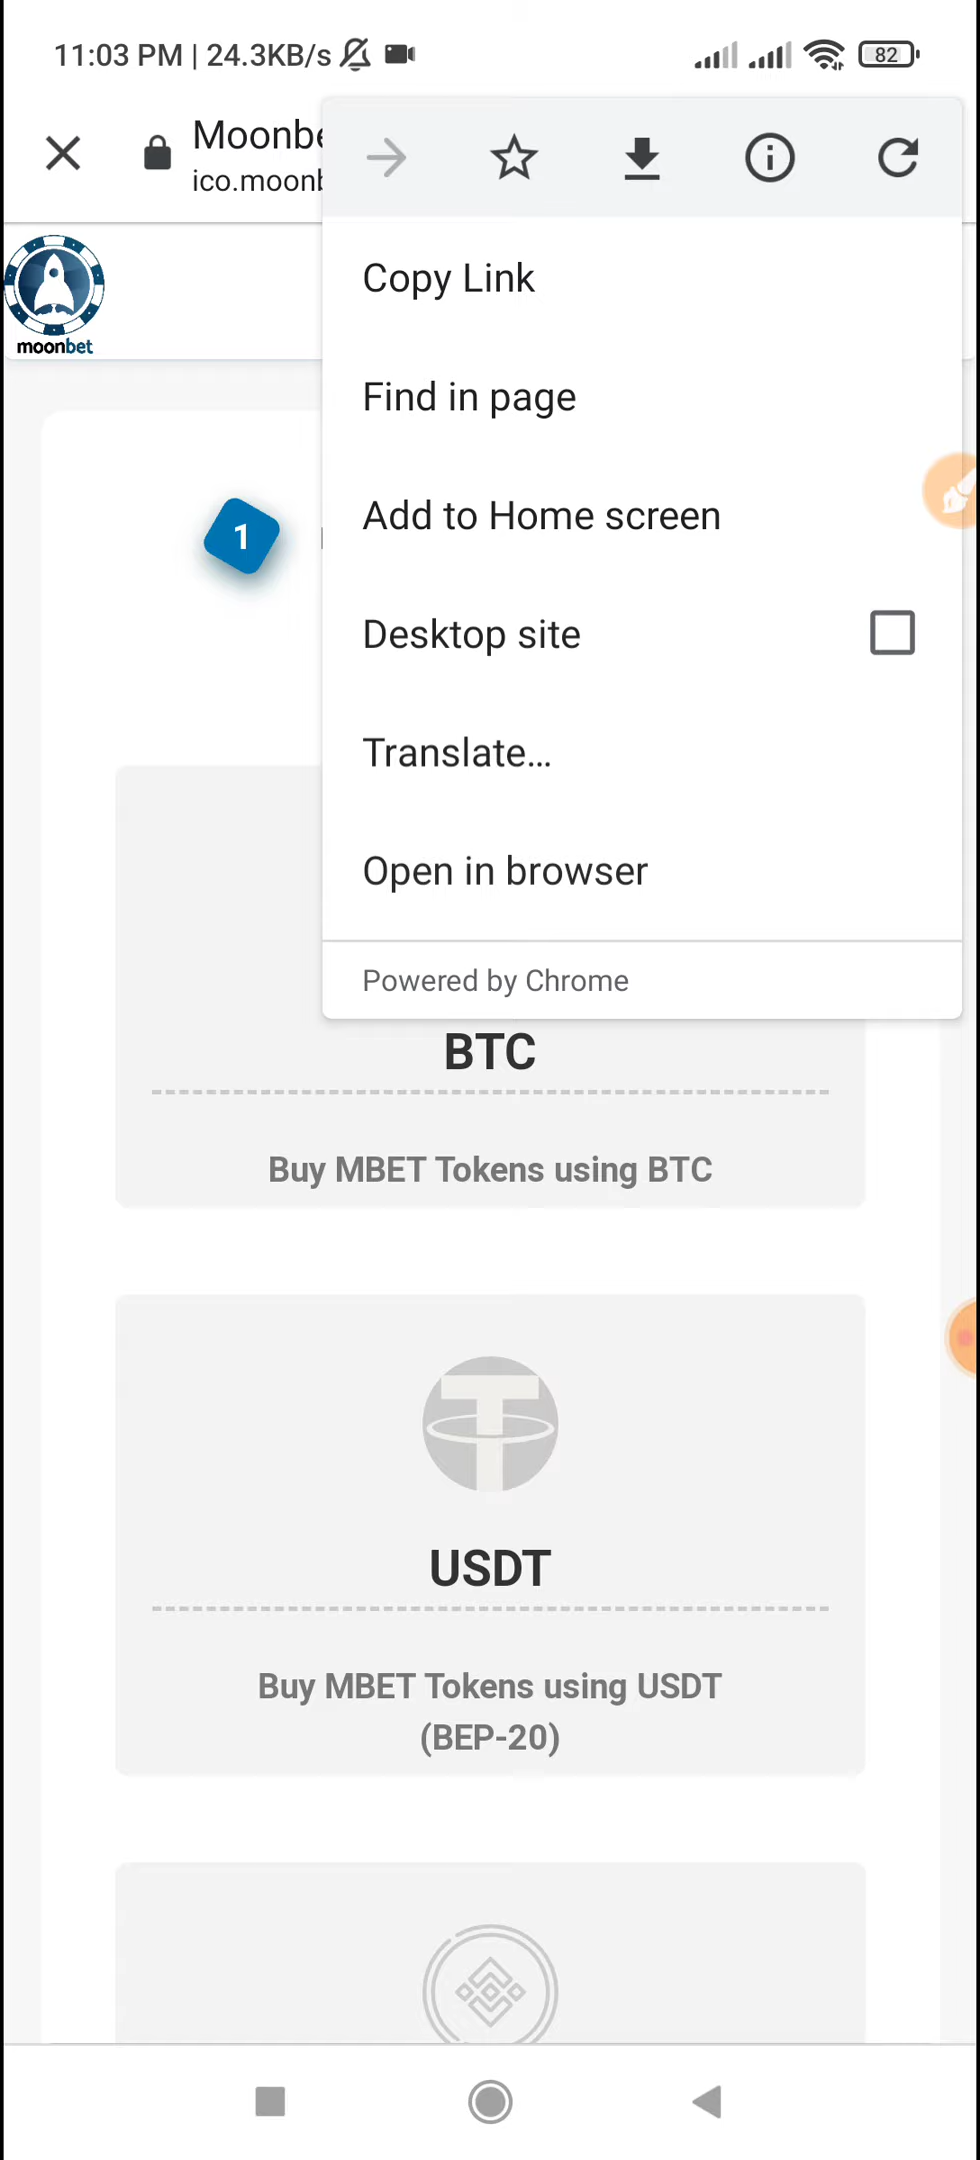 11:03 PM | 24.3KB/s
82
Moonbe
ico.moonb
moonbet
Copy Link
Find in page
Add to Home screen
1
Desktop site
Translate...
Open in browser
Powered by Chrome
BTC
Buy MBET Tokens using BTC
USDT
Buy MBET Tokens using USDT
(BEP-20)